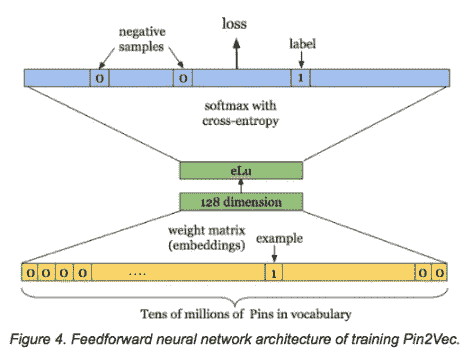 negative
samples
loss
label
0 0 1
softmax with
cross-entropy
eLu
128 dimension
weight matrix
(embeddings)
example
0 0 0 0 .... 1 0 0
Tens of millions of Pins in vocabulary
Figure 4. Feedforward neural network architecture of training Pin2Vec.